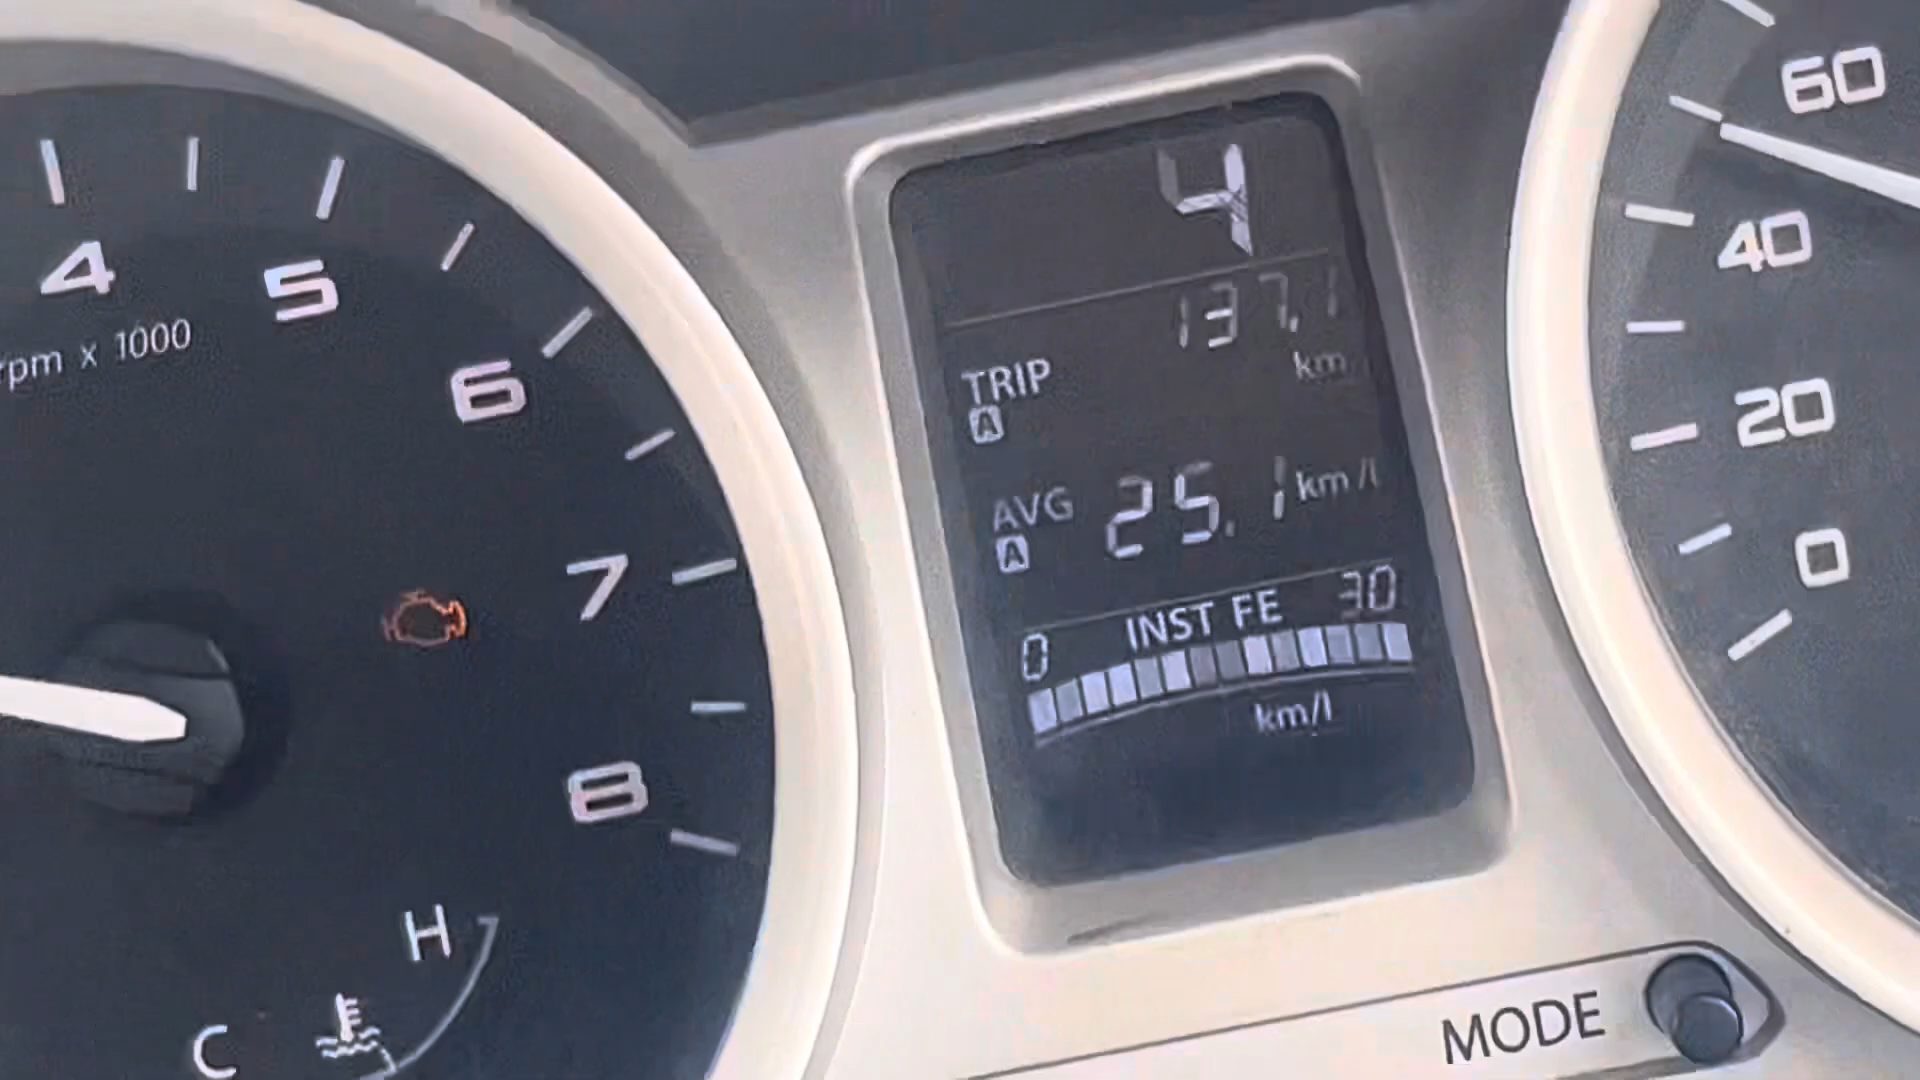 4
5
6
7
8
rpm x 1000
H
C
4
137.1
km
TRIP
A
AVG 25.1 km/l
A
0 INST FE 30
km/l
MODE
60
40
20
0